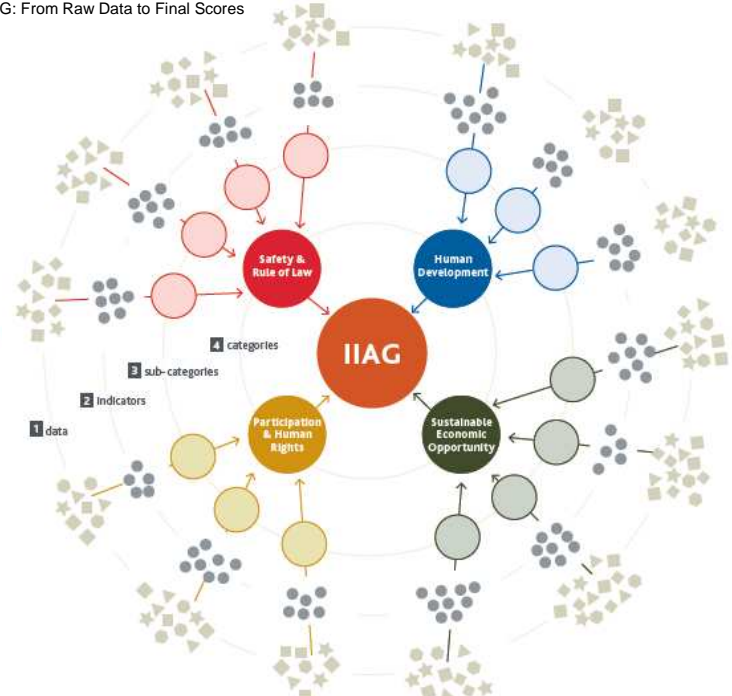 G: From Raw Data to Final Scores
Safety &
Rule of Law
Human
Development
IIAG
4 categories
3 sub-categories
2 indicators
1 data
Participation
& Human
Rights
Sustainable
Economic
Opportunity